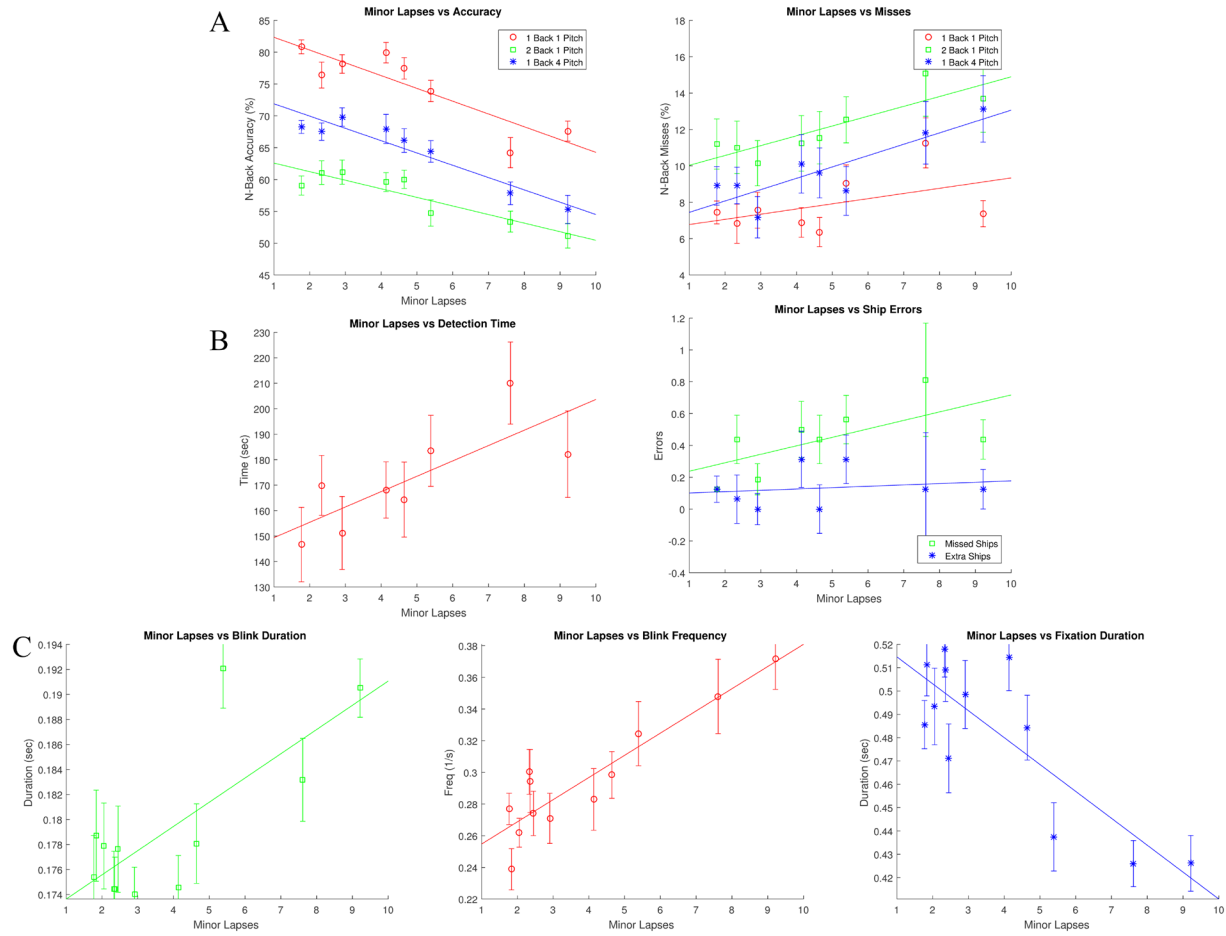 A
Minor Lapses vs Accuracy
1 Back 1 Pitch
2 Back 1 Pitch
1 Back 4 Pitch
N-Back Accuracy (%)
85
80
75
70
65
60
55
50
45
1 2 3 4 5 6 7 8 9 10
Minor Lapses
Minor Lapses vs Misses
1 Back 1 Pitch
2 Back 1 Pitch
1 Back 4 Pitch
N-Back Misses (%)
18
16
14
12
10
8
6
4
1 2 3 4 5 6 7 8 9 10
Minor Lapses
B
Minor Lapses vs Detection Time
Time (sec)
230
220
210
200
190
180
170
160
150
140
130
1 2 3 4 5 6 7 8 9 10
Minor Lapses
Minor Lapses vs Ship Errors
Errors
1.2
1
0.8
0.6
0.4
0.2
0
-0.2
-0.4
Missed Ships
Extra Ships
1 2 3 4 5 6 7 8 9 10
Minor Lapses
C
Minor Lapses vs Blink Duration
Duration (sec)
0.194
0.192
0.19
0.188
0.186
0.184
0.182
0.18
0.178
0.176
0.174
1 2 3 4 5 6 7 8 9 10
Minor Lapses
Minor Lapses vs Blink Frequency
Freq (1/s)
0.38
0.36
0.34
0.32
0.3
0.28
0.26
0.24
0.22
1 2 3 4 5 6 7 8 9 10
Minor Lapses
Minor Lapses vs Fixation Duration
Duration (sec)
0.52
0.51
0.5
0.49
0.48
0.47
0.46
0.45
0.44
0.43
0.42
1 2 3 4 5 6 7 8 9 10
Minor Lapses